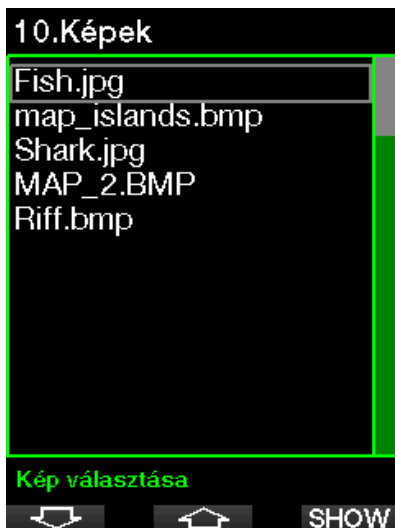 10.Képek
Fish.jpg
map_islands.bmp
Shark.jpg
MAP_2.BMP
Riff.bmp
Kép választása
SHOW